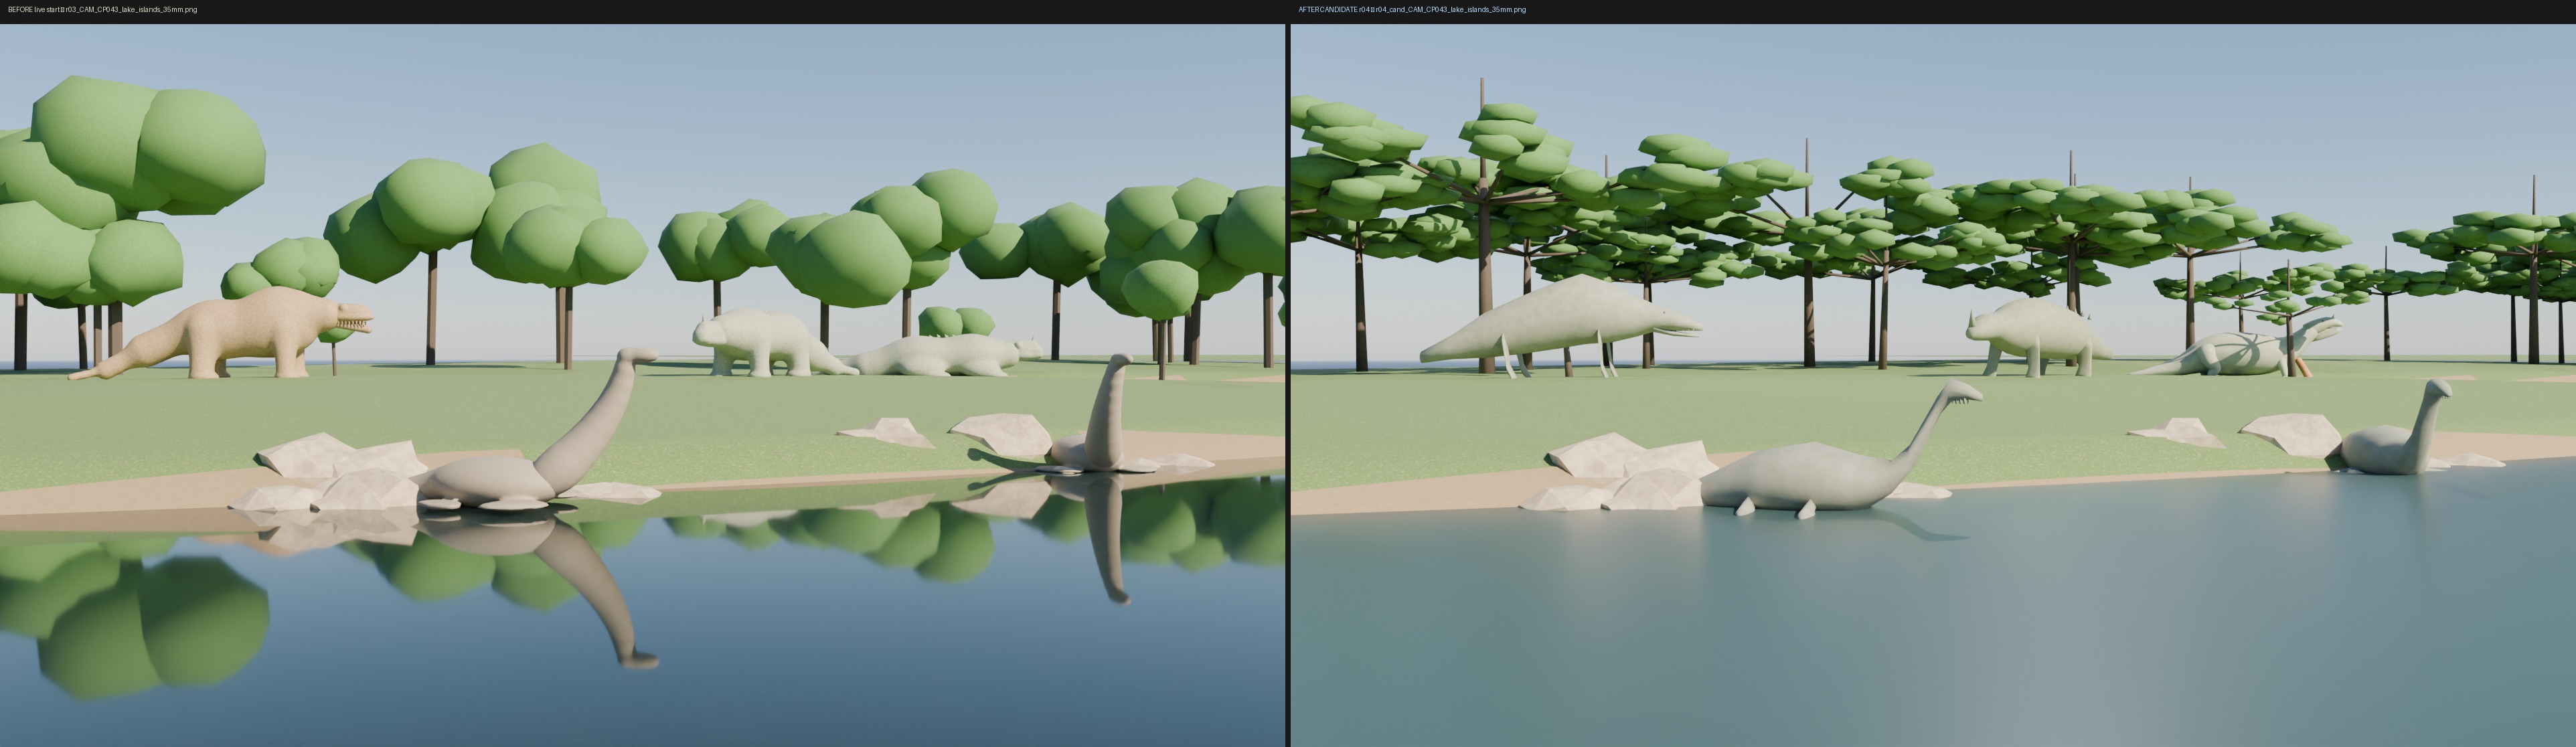 BEFORE live start▯r03_CAM_CP043_lake_islands_35mm.png
AFTER CANDIDATE r04▯r04_cand_CAM_CP043_lake_islands_35mm.png